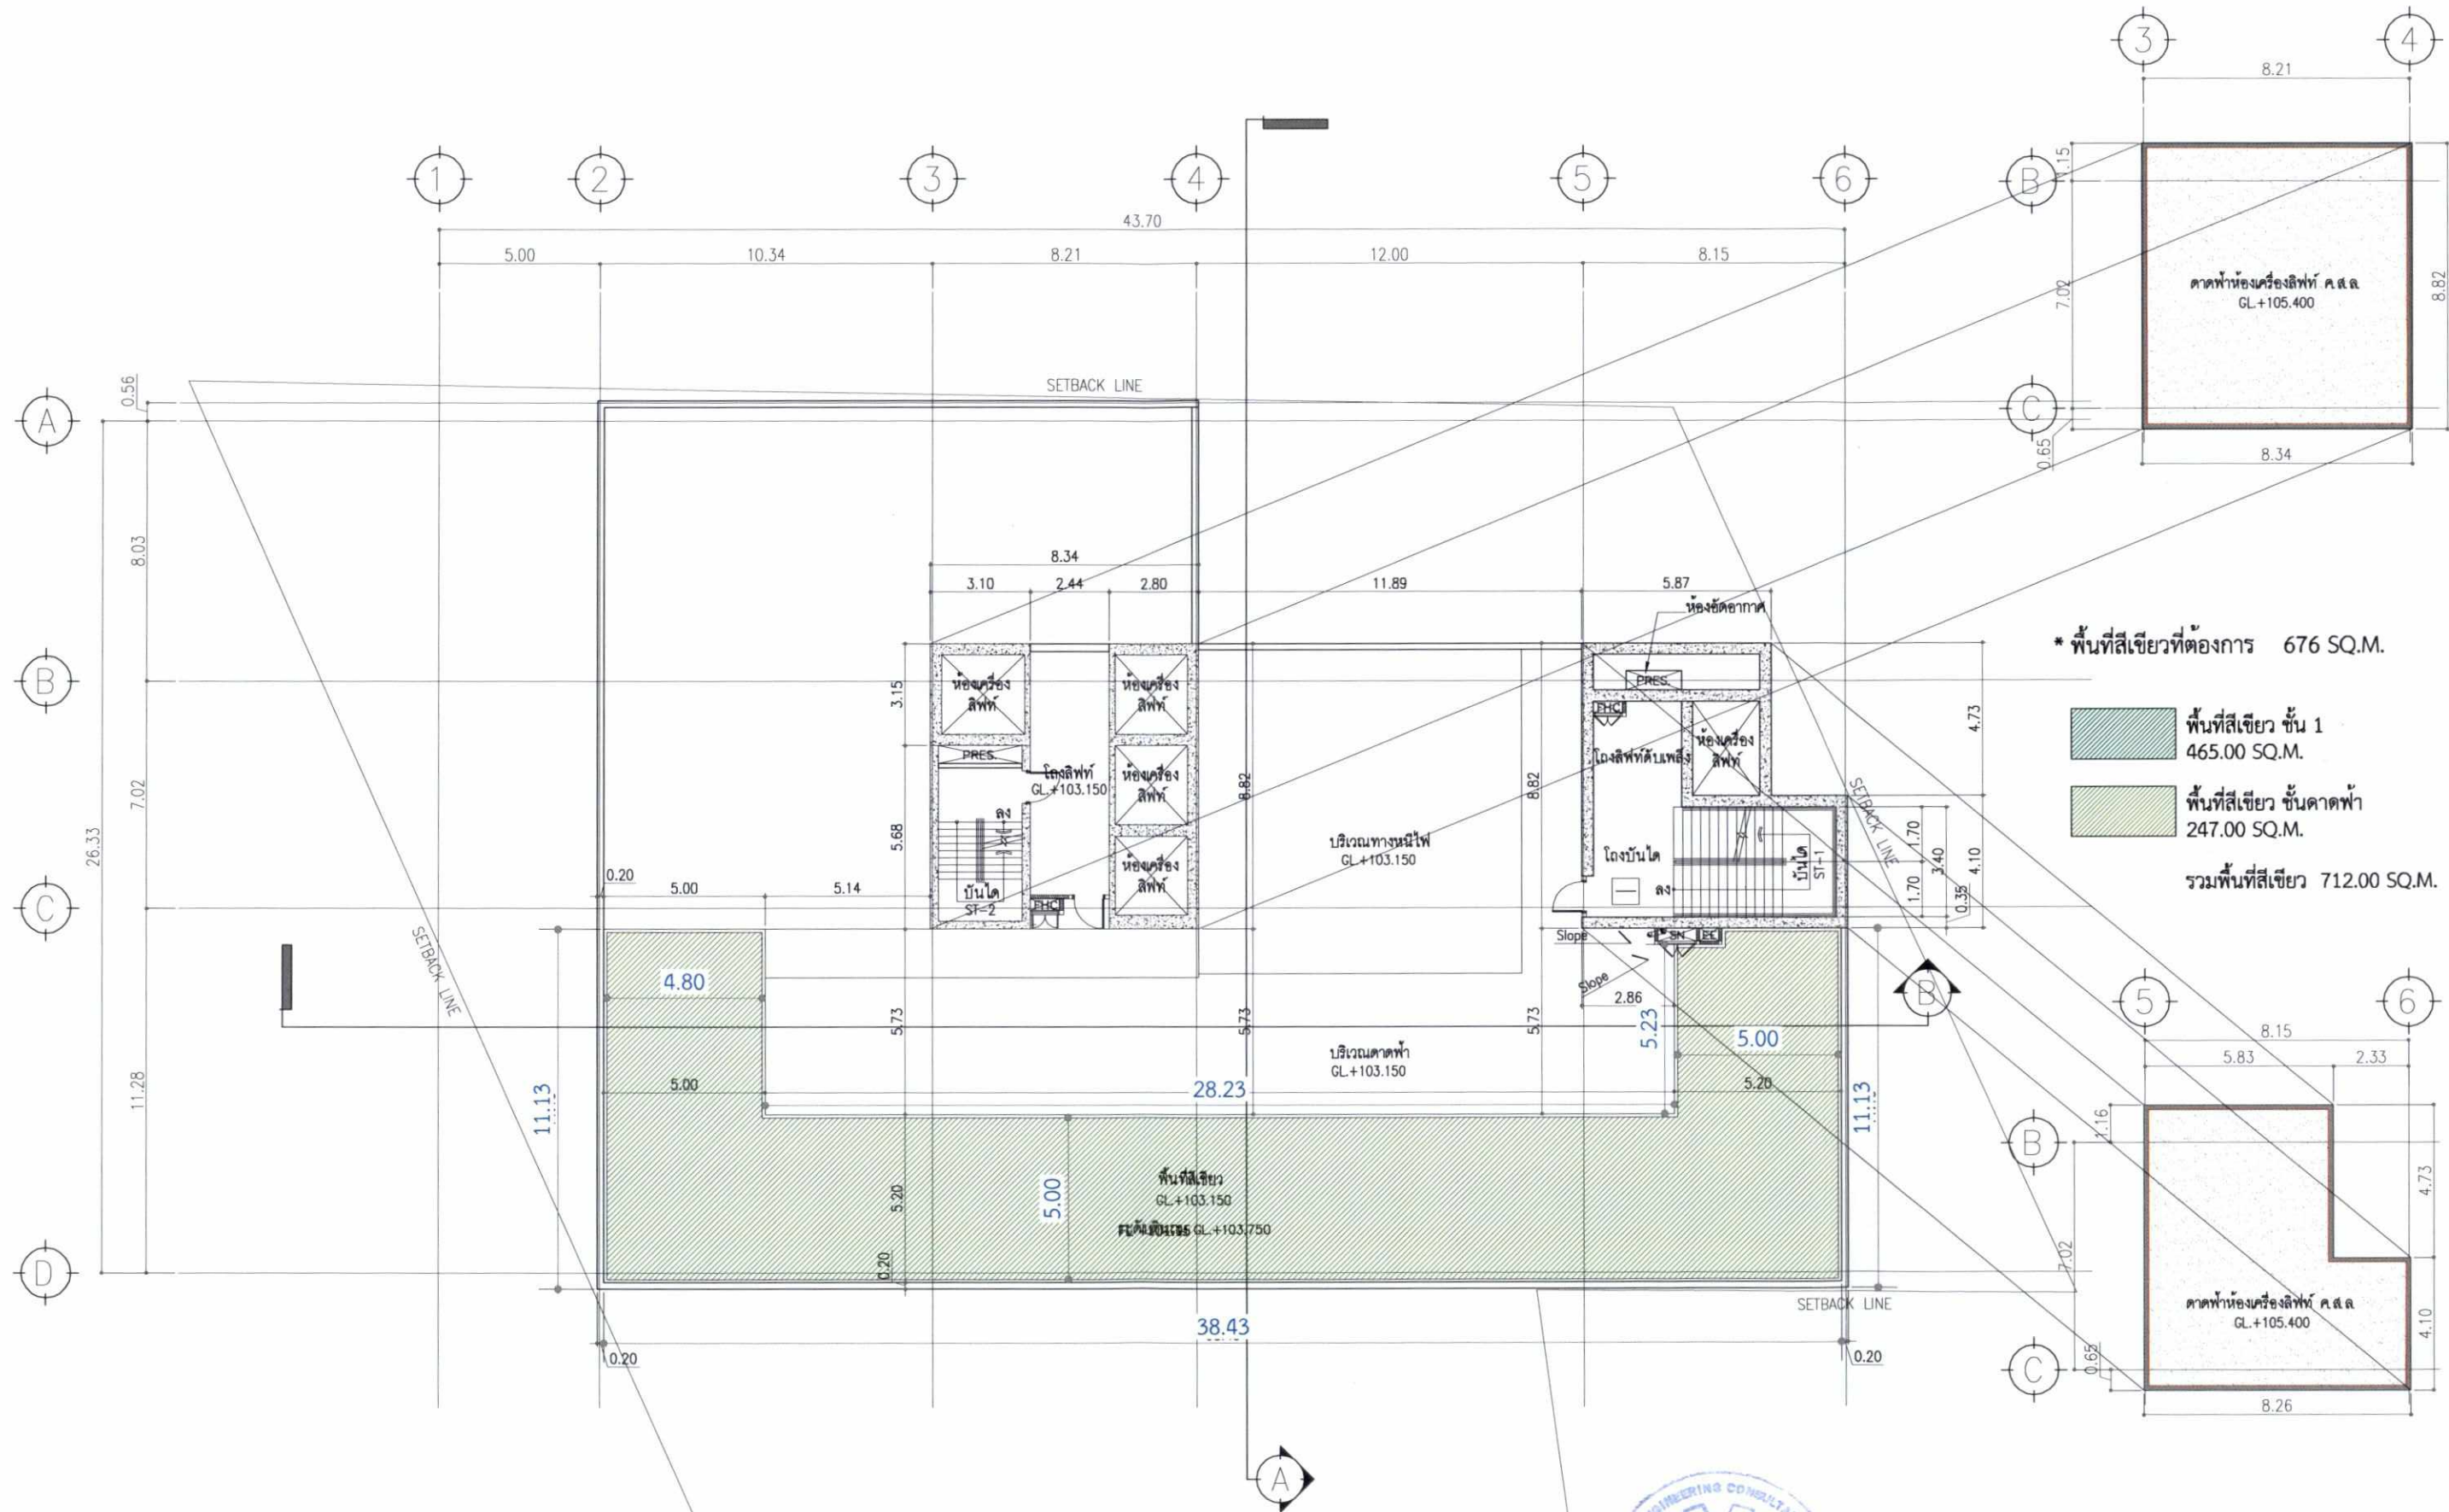 3
4
8.21
1
2
3
4
5
6
B
1.15
43.70
5.00
10.34
8.21
12.00
8.15
7.02
ดาดฟ้าห้องเครื่องลิฟท์ ค.ส.ล.
GL.+105.400
8.82
C
0.65
8.34
SETBACK LINE
0.56
A
8.03
8.34
3.10
2.44
2.80
11.89
5.87
ห้องอัดอากาศ
* พื้นที่สีเขียวที่ต้องการ 676 SQ.M.
B
3.15
ห้องเครื่อง
ลิฟท์
ห้องเครื่อง
ลิฟท์
PRES.
FHC
4.73
พื้นที่สีเขียว ชั้น 1
465.00 SQ.M.
PRES.
โถงลิฟท์
GL.+103.150
ห้องเครื่อง
ลิฟท์
8.82
8.82
โถงลิฟท์ดับเพลิง
ห้องเครื่อง
ลิฟท์
SETBACK LINE
7.02
26.33
พื้นที่สีเขียว ชั้นดาดฟ้า
247.00 SQ.M.
ลง
5.68
บริเวณทางหนีไฟ
GL.+103.150
โถงบันได
บันได
ST-1
1.70
1.70
3.40
4.10
0.35
ห้องเครื่อง
ลิฟท์
0.20
5.00
5.14
บันได
ST-2
FHC
ลง
รวมพื้นที่สีเขียว 712.00 SQ.M.
C
SETBACK LINE
Slope
SN
EE
Slope
4.80
2.86
B
5
6
8.15
5.73
5.73
5.73
5.23
5.00
บริเวณดาดฟ้า
GL.+103.150
5.83
2.33
11.28
11.13
5.00
28.23
5.20
11.13
1.16
B
พื้นที่สีเขียว
GL.+103.150
GL.+103.750
5.20
5.00
4.73
7.02
0.20
D
SETBACK LINE
ดาดฟ้าห้องเครื่องลิฟท์ ค.ส.ล.
GL.+105.400
4.10
38.43
0.20
0.20
0.65
C
8.26
A